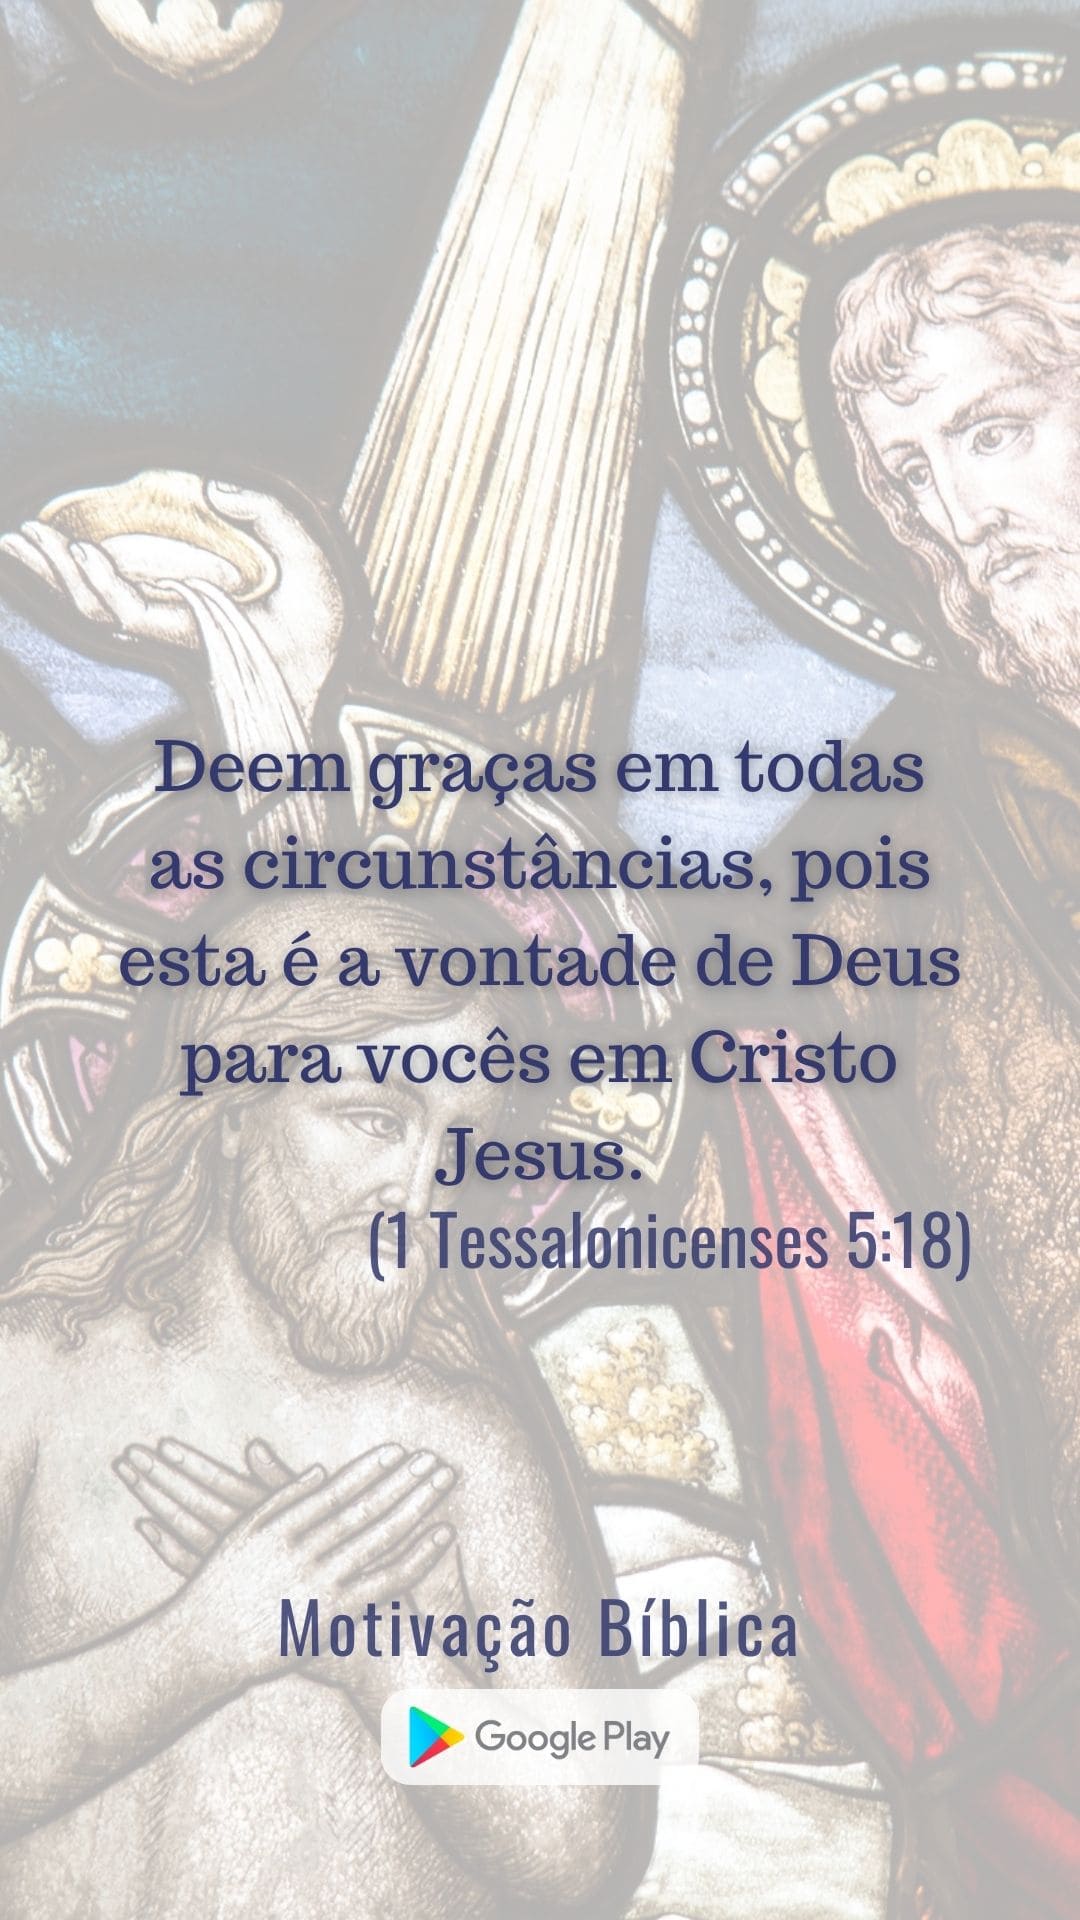 Deem graças em todas
as circunstâncias, pois
esta é a vontade de Deus
para vocês em Cristo
Jesus.
(1 Tessalonicenses 5:18)
Motivação Bíblica
Google Play